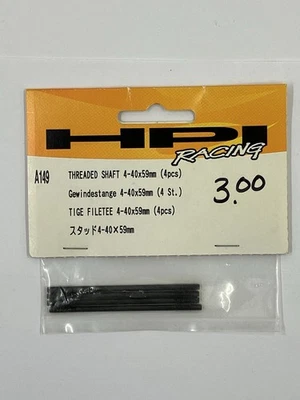 HPI
RACING
A149
THREADED SHAFT 4-40x59mm (4pcs)
Gewindestange 4-40x59mm (4 St.)
TIGE FILETEE 4-40x59mm (4pcs)
スタッド4-40×59mm
3.00